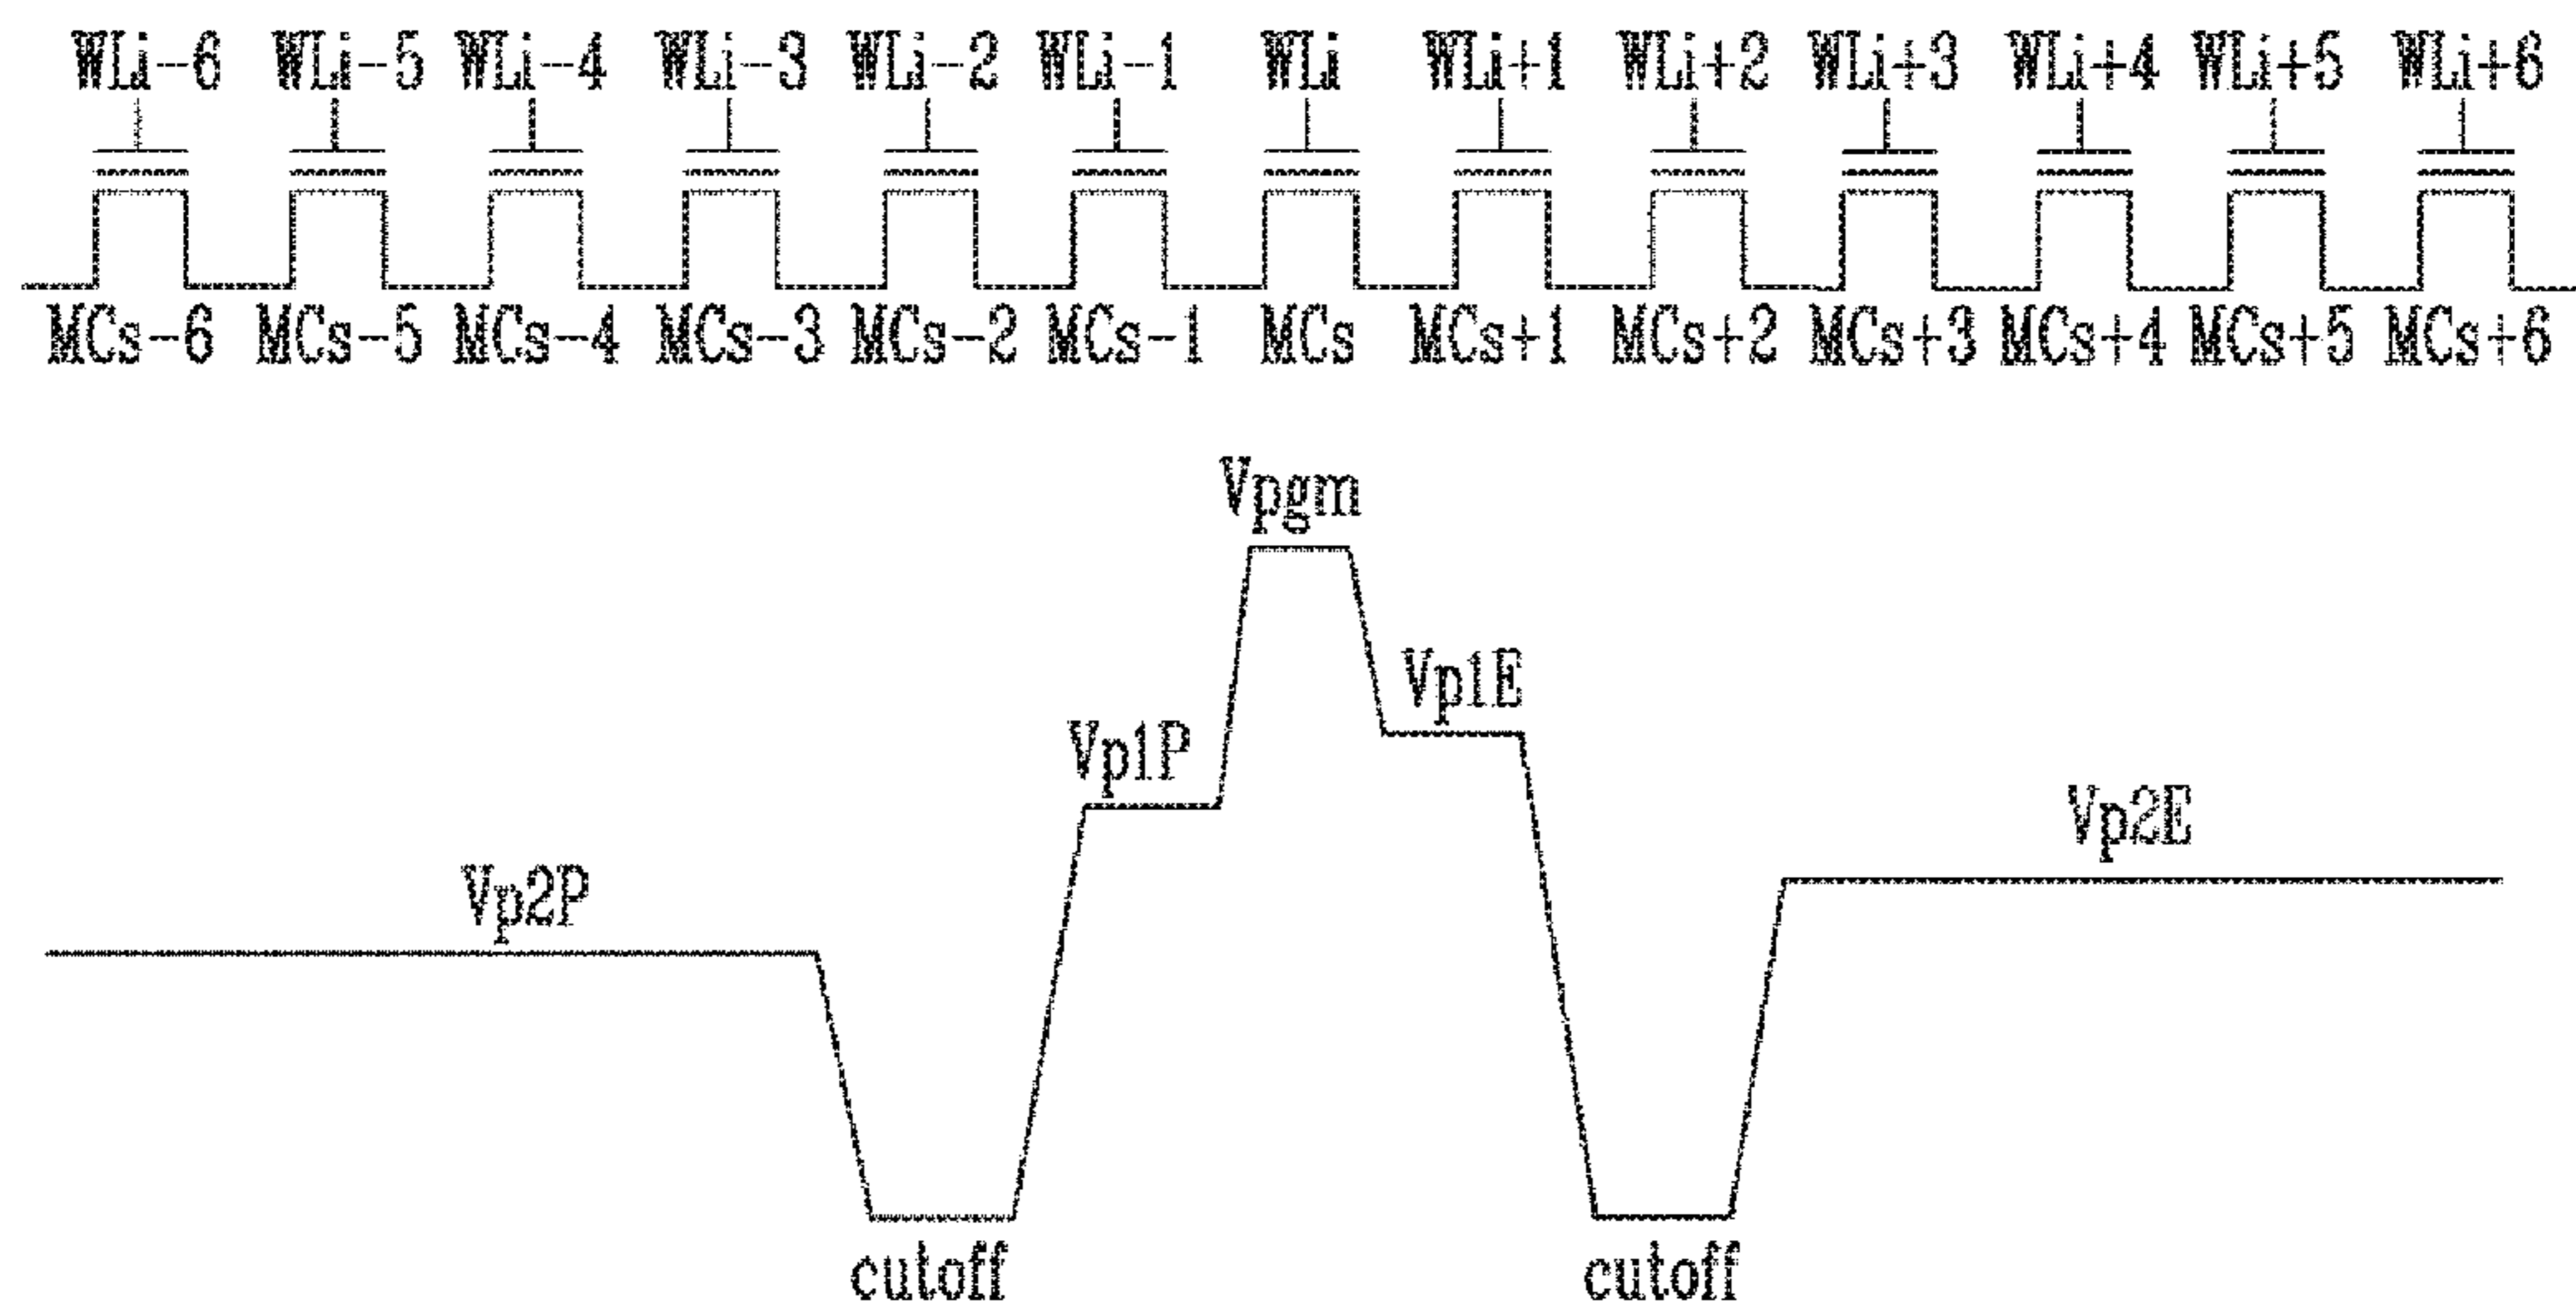 WLi-6 WLi-5 WLi-4 WLi-3 WLi-2 WLi-1 WLi WLi+1 WLi+2 WLi+3 WLi+4 WLi+5 WLi+6
MCs-6 MCs-5 MCs-4 MCs-3 MCs-2 MCs-1 MCs MCs+1 MCs+2 MCs+3 MCs+4 MCs+5 MCs+6
Vpgm
Vp1E
Vp1P
Vp2E
Vp2P
cutoff cutoff